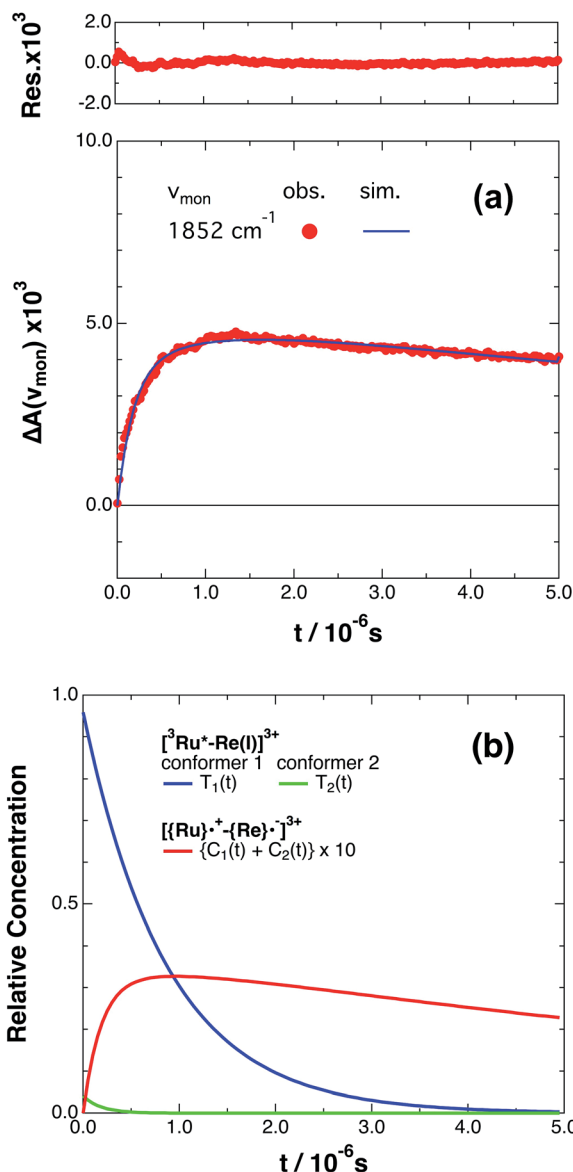 2.0
0.0
-2.0
Res.x10³
10.0
5.0
0.0
ΔA(ν_mon) x10³
(a)
ν_mon obs. sim.
1852 cm⁻¹
0.0 1.0 2.0 3.0 4.0 5.0
t / 10⁻⁶s
1.0
0.5
0.0
Relative Concentration
(b)
[³Ru*-Re(I)]³⁺
conformer 1 conformer 2
T₁(t) T₂(t)
[{Ru}•⁺-{Re}•⁻]³⁺
{C₁(t) + C₂(t)} x 10
0.0 1.0 2.0 3.0 4.0 5.0
t / 10⁻⁶s